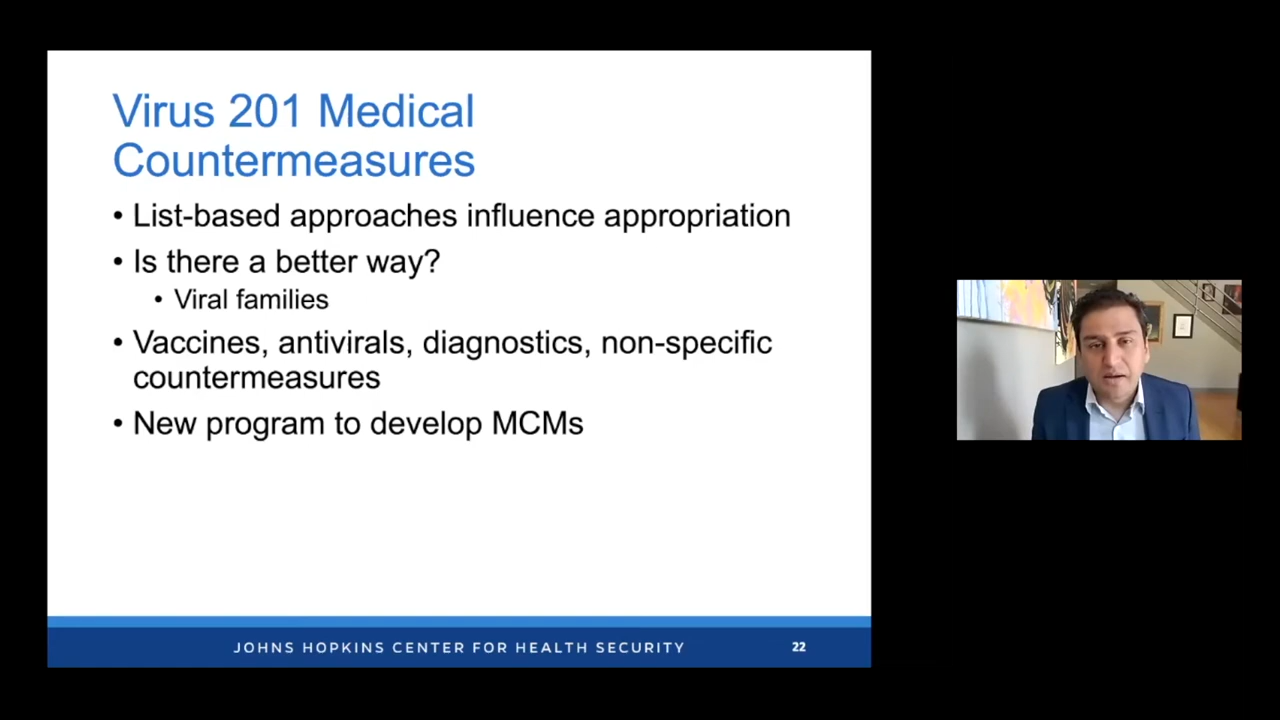 Virus 201 Medical
Countermeasures
• List-based approaches influence appropriation
• Is there a better way?
• Viral families
• Vaccines, antivirals, diagnostics, non-specific
countermeasures
• New program to develop MCMs
JOHNS HOPKINS CENTER FOR HEALTH SECURITY 22